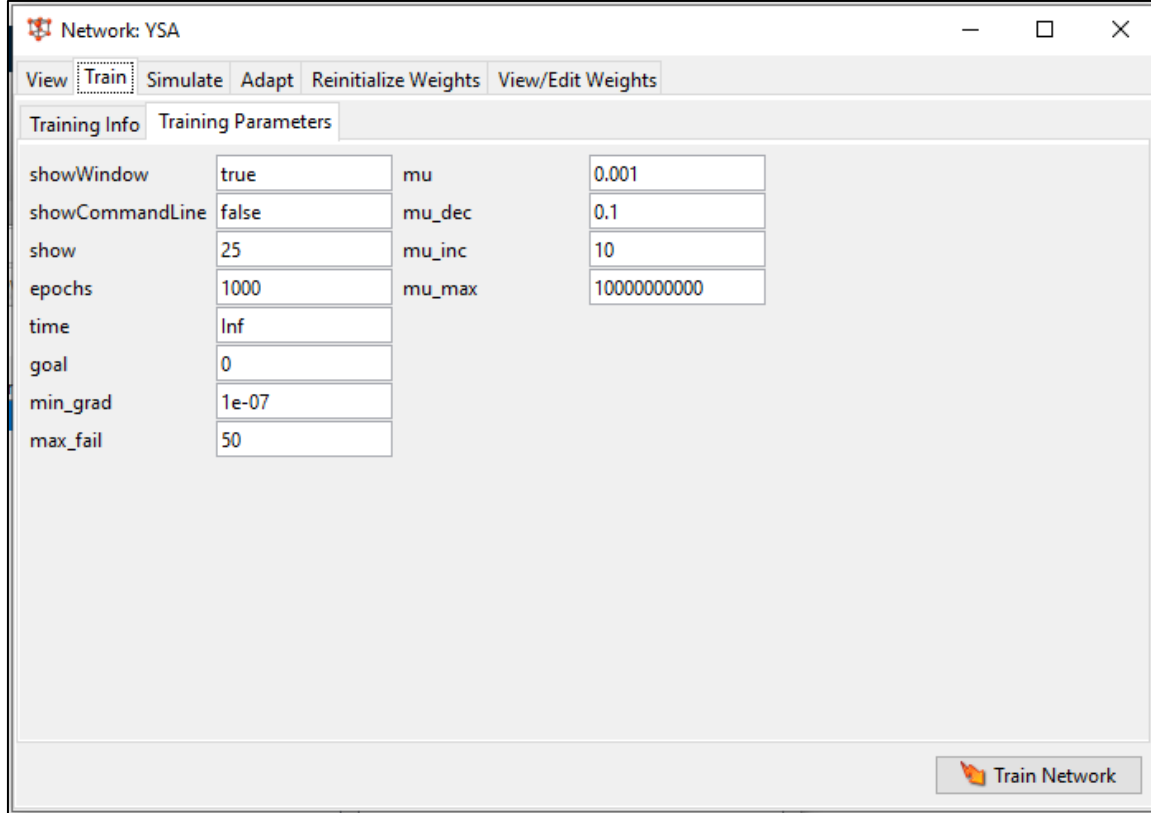 Network: YSA
View Train Simulate Adapt Reinitialize Weights View/Edit Weights
Training Info Training Parameters
showWindow true mu 0.001
showCommandLine false mu_dec 0.1
show 25 mu_inc 10
epochs 1000 mu_max 10000000000
time Inf
goal 0
min_grad 1e-07
max_fail 50
Train Network